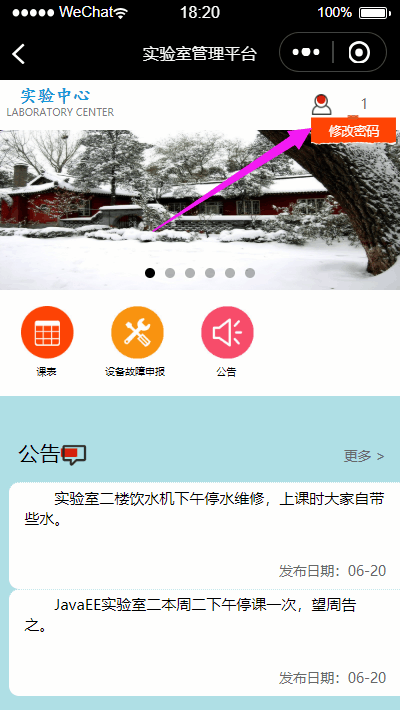 WeChat 18:20 100%
实验室管理平台
实验中心
LABORATORY CENTER
1
修改密码
课表 设备故障申报 公告
公告 更多 >
实验室二楼饮水机下午停水维修，上课时大家自带
些水。
发布日期：06-20
JavaEE实验室二本周二下午停课一次，望周告
之。
发布日期：06-20